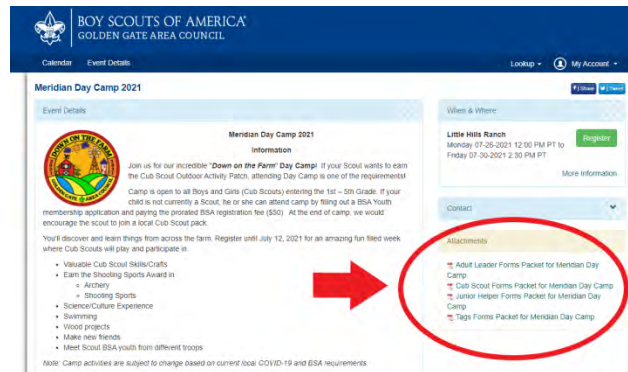 BOY SCOUTS OF AMERICA®
GOLDEN GATE AREA COUNCIL
Calendar Event Details Lookup My Account
Meridian Day Camp 2021
Share Tweet
Event Details
Meridian Day Camp 2021
Information
DOWN ON THE FARM
GOLDEN GATE AREA COUNCIL
Join us for our incredible "Down on the Farm" Day Camp! If your Scout wants to earn
the Cub Scout Outdoor Activity Patch, attending Day Camp is one of the requirements!
Camp is open to all Boys and Girls (Cub Scouts) entering the 1st – 5th Grade. If your
child is not currently a Scout, he or she can attend camp by filling out a BSA Youth
membership application and paying the prorated BSA registration fee ($50). At the end of camp, we would
encourage the scout to join a local Cub Scout pack.
You'll discover and learn things from across the farm. Register until July 12, 2021 for an amazing fun filled week
where Cub Scouts will play and participate in.
• Valuable Cub Scout Skills/Crafts
• Earn the Shooting Sports Award in
Archery
Shooting Sports
• Science/Culture Experience
• Swimming
• Wood projects
• Make new friends
• Meet Scout BSA youth from different troops
Note: Camp activities are subject to change based on current local COVID-19 and BSA requirements
When & Where
Little Hills Ranch
Monday 07-26-2021 12:00 PM PT to
Friday 07-30-2021 2:30 PM PT
Register
More Information
Contact
Attachments
Adult Leader Forms Packet for Meridian Day
Camp
Cub Scout Forms Packet for Meridian Day Camp
Junior Helper Forms Packet for Meridian Day
Camp
Tags Forms Packet for Meridian Day Camp